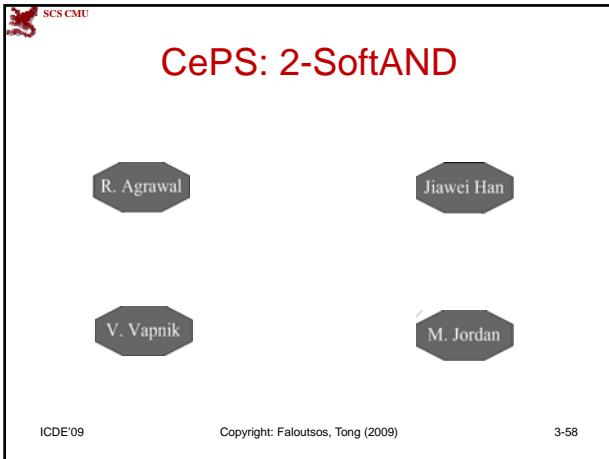 SCS CMU
CePS: 2-SoftAND
R. Agrawal
Jiawei Han
V. Vapnik
M. Jordan
ICDE'09
Copyright: Faloutsos, Tong (2009)
3-58